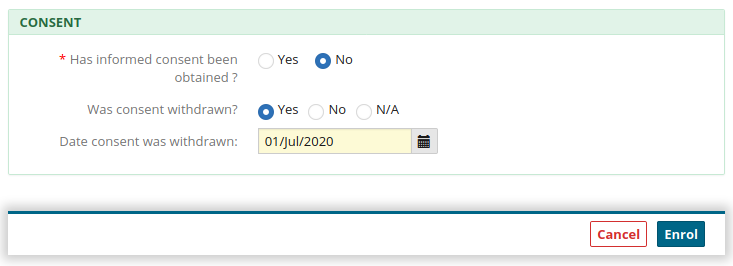 CONSENT
* Has informed consent been Yes No
obtained ?
Was consent withdrawn? Yes No N/A
Date consent was withdrawn: 01/Jul/2020
Cancel Enrol